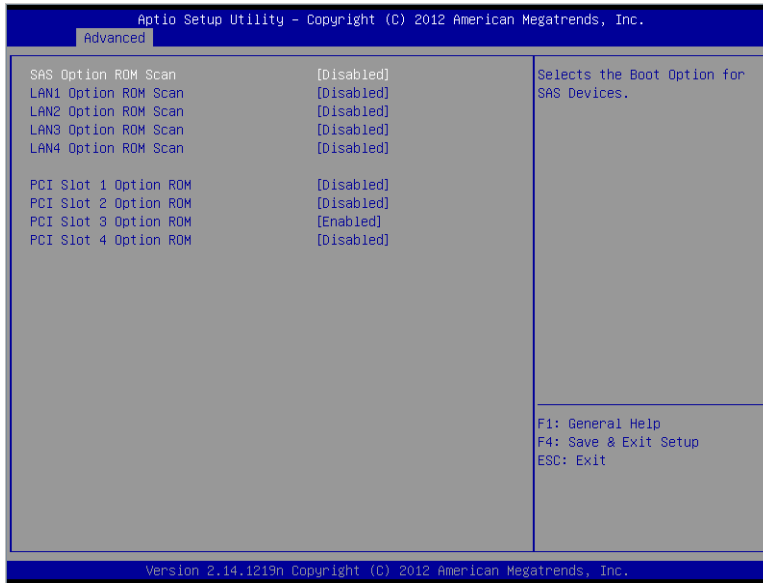 Aptio Setup Utility – Copyright (C) 2012 American Megatrends, Inc.
Advanced
SAS Option ROM Scan [Disabled]
LAN1 Option ROM Scan [Disabled]
LAN2 Option ROM Scan [Disabled]
LAN3 Option ROM Scan [Disabled]
LAN4 Option ROM Scan [Disabled]
PCI Slot 1 Option ROM [Disabled]
PCI Slot 2 Option ROM [Disabled]
PCI Slot 3 Option ROM [Enabled]
PCI Slot 4 Option ROM [Disabled]
Selects the Boot Option for
SAS Devices.
F1: General Help
F4: Save & Exit Setup
ESC: Exit
Version 2.14.1219n Copyright (C) 2012 American Megatrends, Inc.